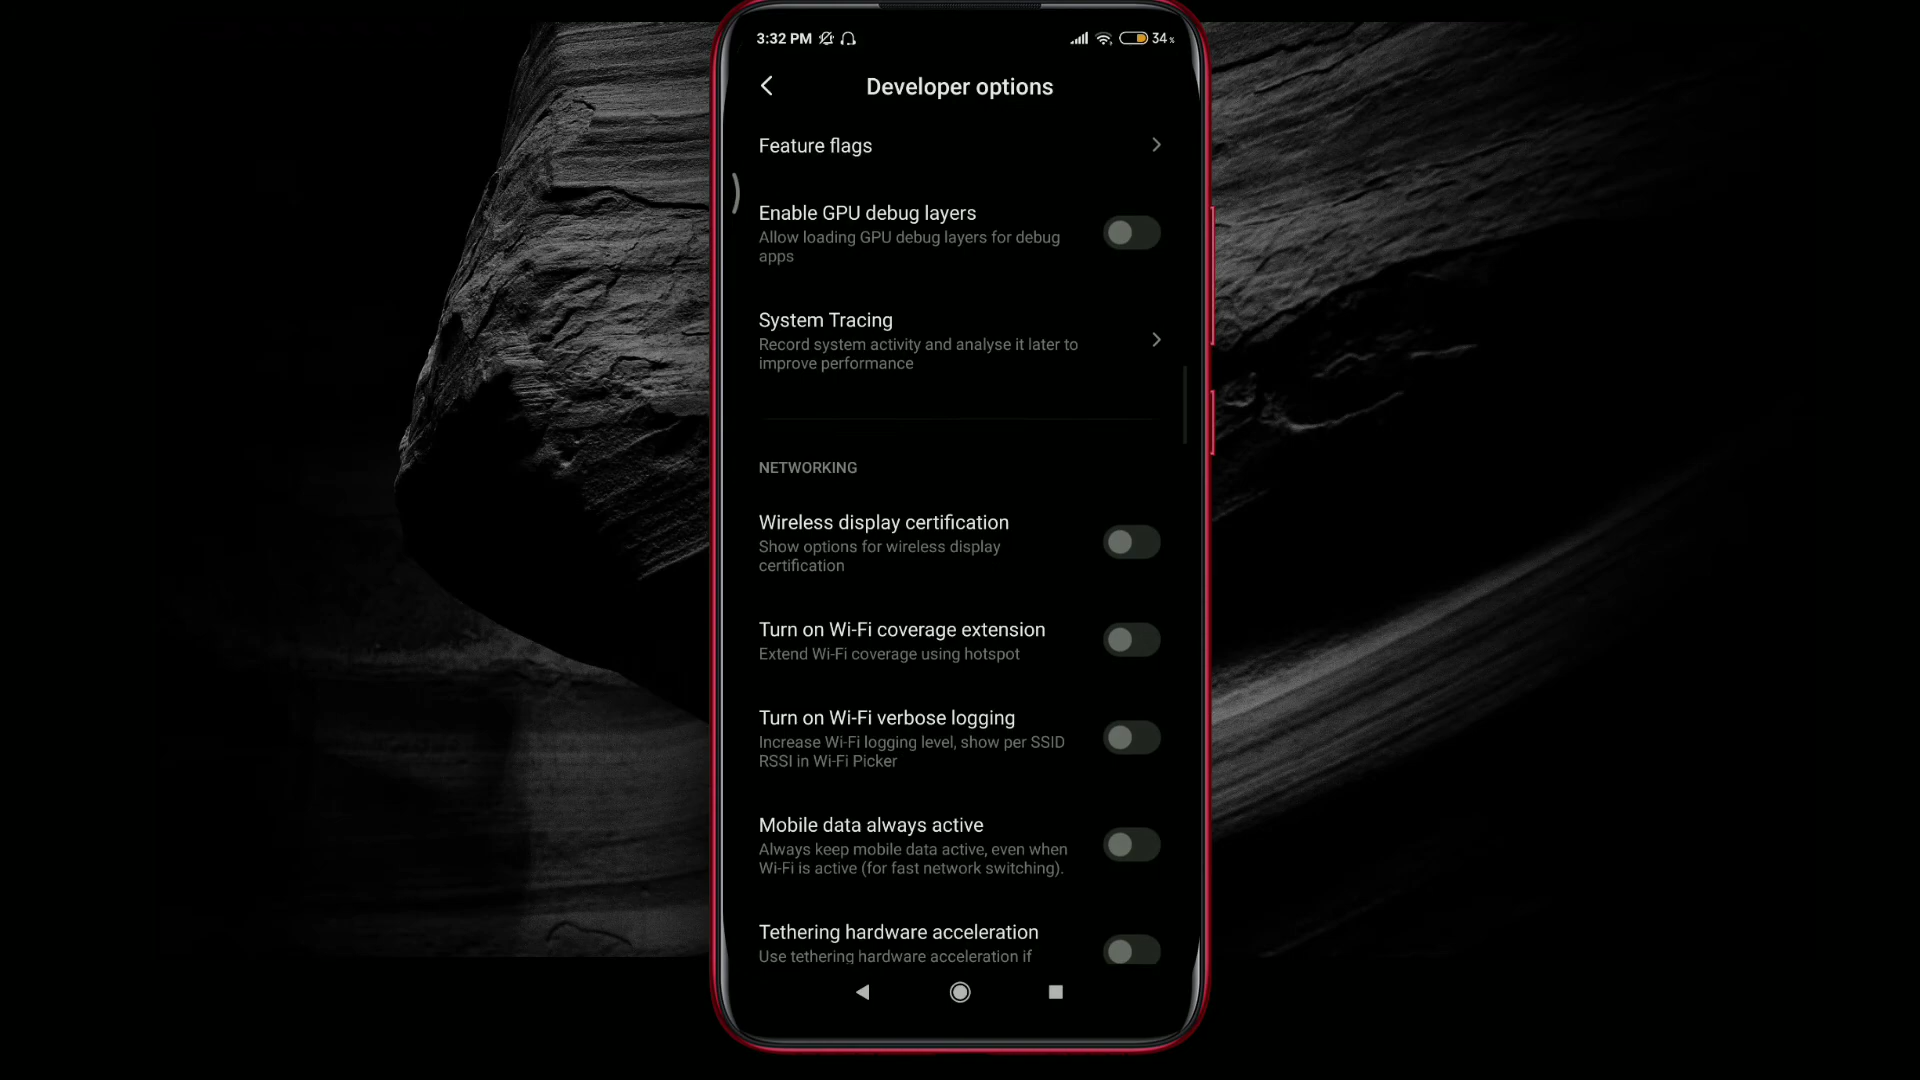 3:32 PM 34%
Developer options
Feature flags
Enable GPU debug layers
Allow loading GPU debug layers for debug
apps
System Tracing
Record system activity and analyse it later to
improve performance
NETWORKING
Wireless display certification
Show options for wireless display
certification
Turn on Wi-Fi coverage extension
Extend Wi-Fi coverage using hotspot
Turn on Wi-Fi verbose logging
Increase Wi-Fi logging level, show per SSID
RSSI in Wi-Fi Picker
Mobile data always active
Always keep mobile data active, even when
Wi-Fi is active (for fast network switching).
Tethering hardware acceleration
Use tethering hardware acceleration if